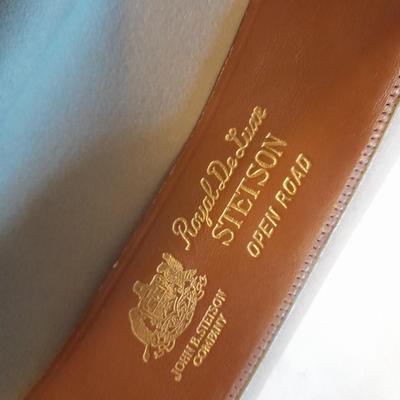 Royal De Luxe
STETSON
OPEN ROAD
JOHN B. STETSON
COMPANY